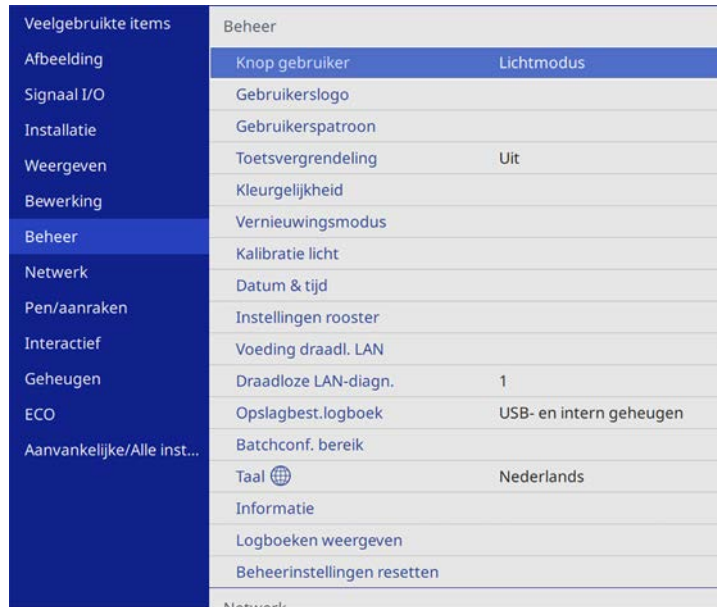 Veelgebruikte items
Afbeelding
Signaal I/O
Installatie
Weergeven
Bewerking
Beheer
Netwerk
Pen/aanraken
Interactief
Geheugen
ECO
Aanvankelijke/Alle inst...
Beheer
Knop gebruiker Lichtmodus
Gebruikerslogo
Gebruikerspatroon
Toetsvergrendeling Uit
Kleurgelijkheid
Vernieuwingsmodus
Kalibratie licht
Datum & tijd
Instellingen rooster
Voeding draadl. LAN
Draadloze LAN-diagn. 1
Opslagbest.logboek USB- en intern geheugen
Batchconf. bereik
Taal Nederlands
Informatie
Logboeken weergeven
Beheerinstellingen resetten
Netwerk